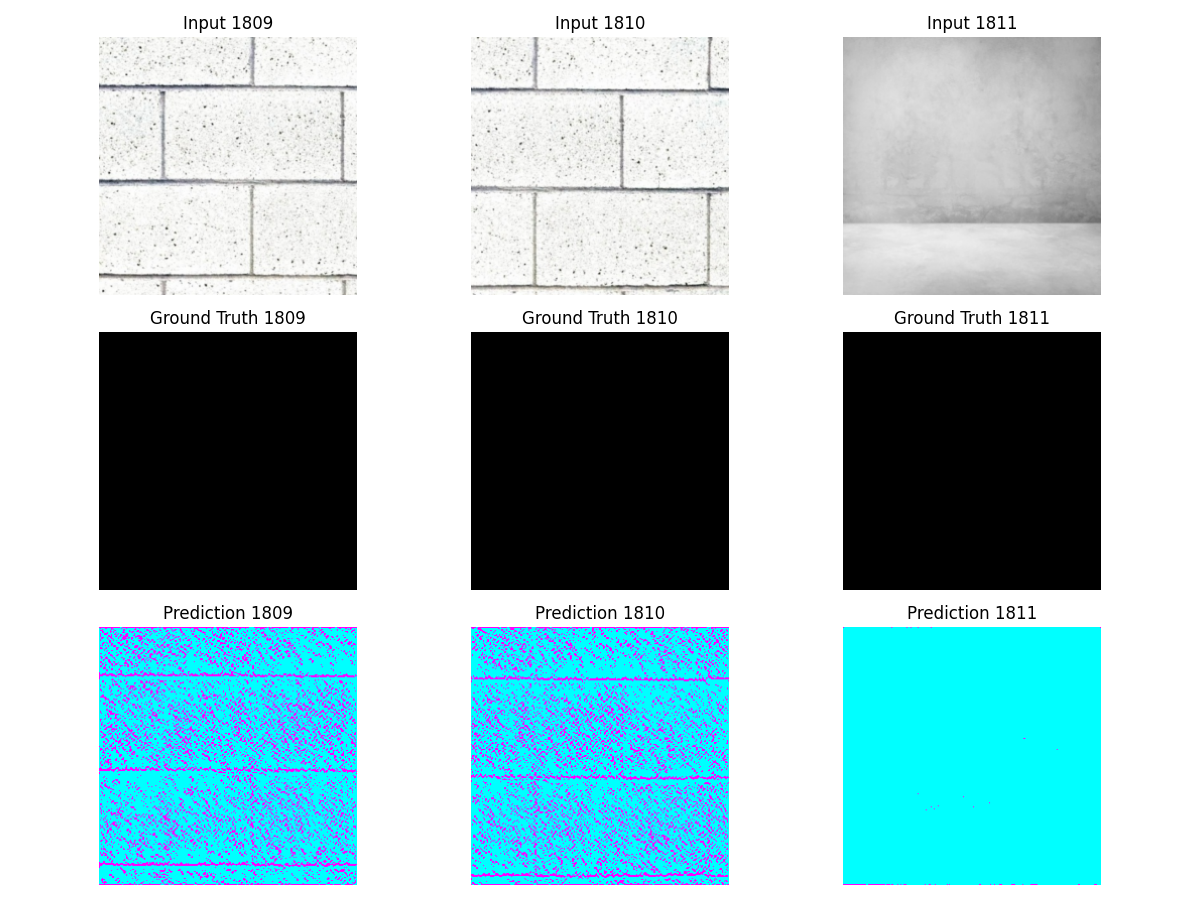 Input 1809
Input 1810
Input 1811
Ground Truth 1809
Ground Truth 1810
Ground Truth 1811
Prediction 1809
Prediction 1810
Prediction 1811